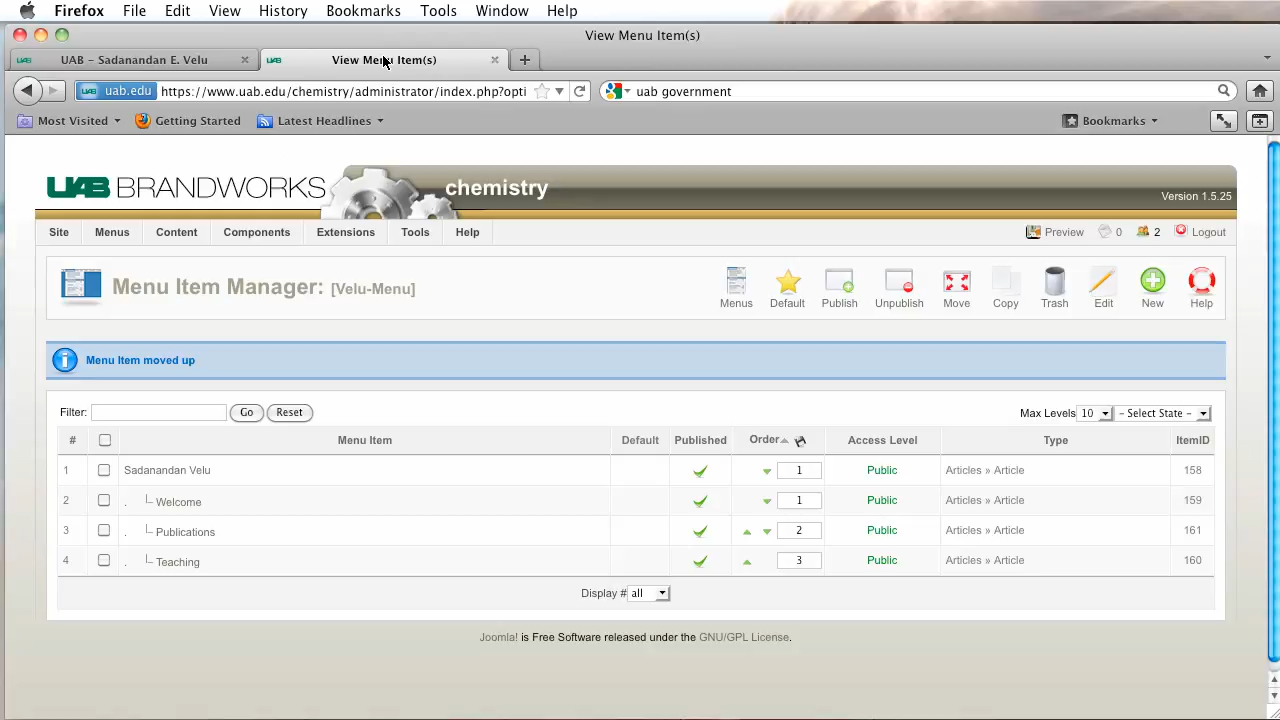 Firefox File Edit View History Bookmarks Tools Window Help
View Menu Item(s)
UAB – Sadanandan E. Velu View Menu Item(s)
uab.edu https://www.uab.edu/chemistry/administrator/index.php?opti uab government
Most Visited Getting Started Latest Headlines Bookmarks
UAB BRANDWORKS chemistry
Version 1.5.25
Site Menus Content Components Extensions Tools Help Preview 0 2 Logout
Menu Item Manager: [Velu-Menu]
Menus Default Publish Unpublish Move Copy Trash Edit New Help
Menu Item moved up
Filter: Go Reset Max Levels 10 - Select State -
# Menu Item Default Published Order Access Level Type ItemID
1 Sadanandan Velu 1 Public Articles » Article 158
2 . Welcome 1 Public Articles » Article 159
3 . Publications 2 Public Articles » Article 161
4 . Teaching 3 Public Articles » Article 160
Display # all
Joomla! is Free Software released under the GNU/GPL License.